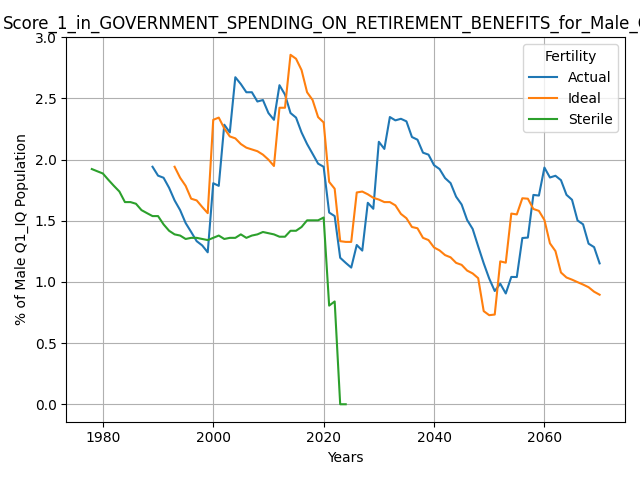 Score_1_in_GOVERNMENT_SPENDING_ON_RETIREMENT_BENEFITS_for_Male_
3.0
2.5
2.0
1.5
1.0
0.5
0.0
% of Male Q1_IQ Population
Fertility
Actual
Ideal
Sterile
1980 2000 2020 2040 2060
Years